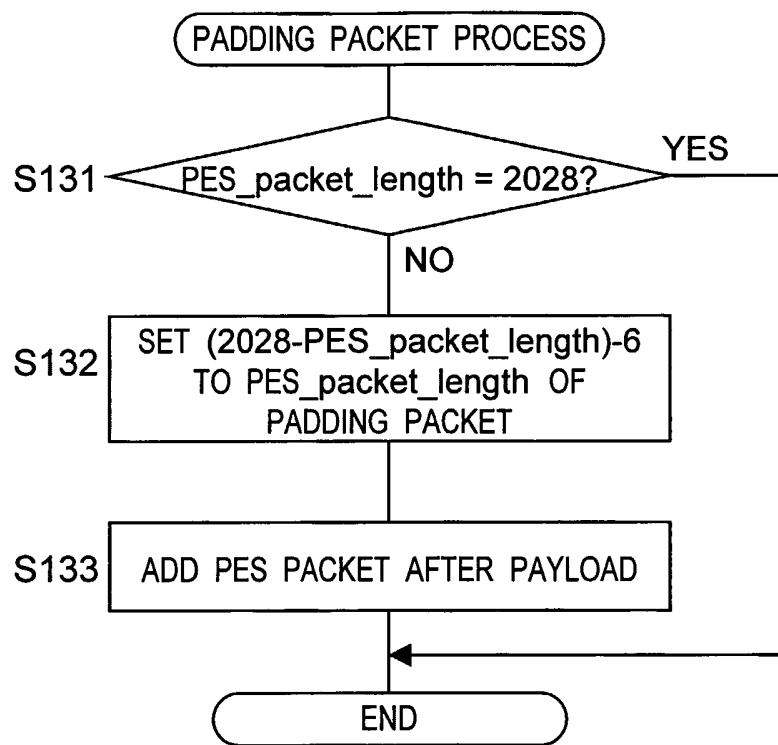 PADDING PACKET PROCESS
S131
PES_packet_length = 2028?
YES
NO
S132
SET (2028-PES_packet_length)-6
TO PES_packet_length OF
PADDING PACKET
S133
ADD PES PACKET AFTER PAYLOAD
END